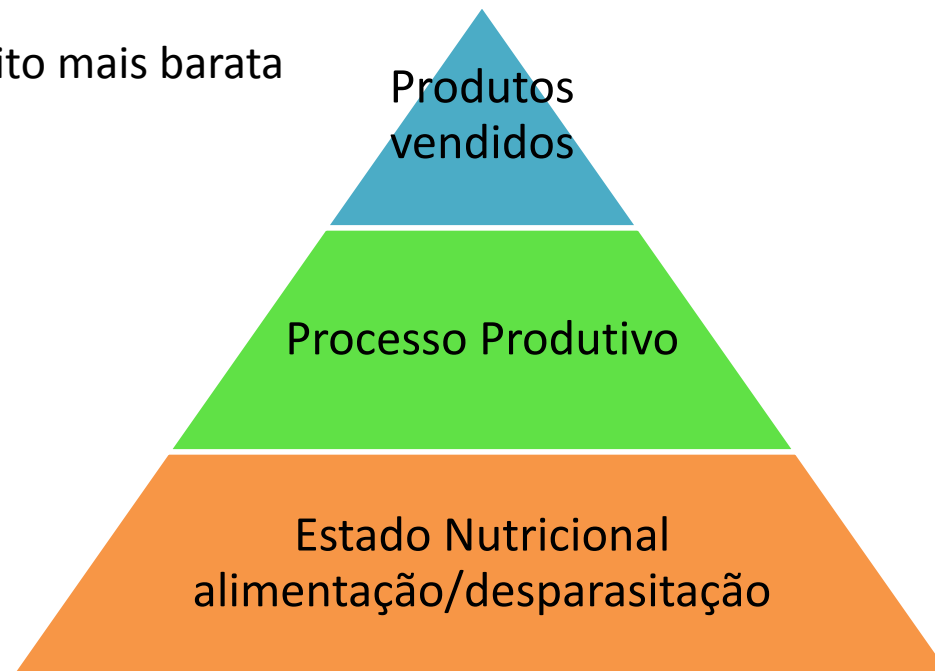 ito mais barata
Produtos
vendidos
Processo Produtivo
Estado Nutricional
alimentação/desparasitação